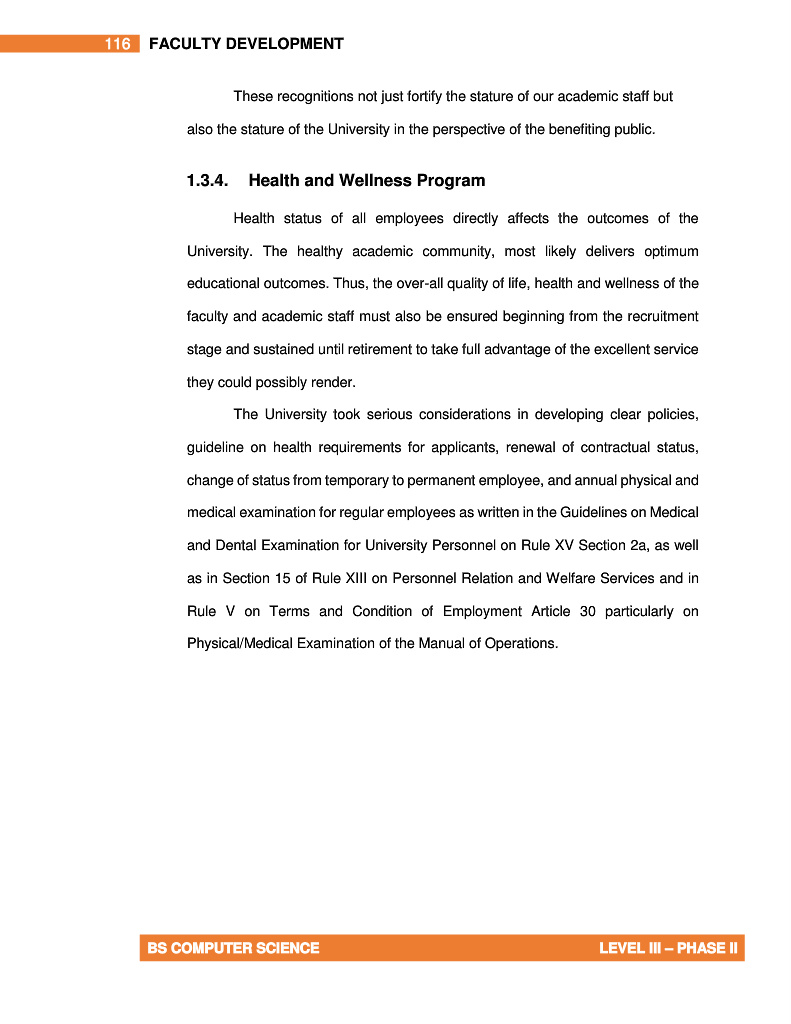 116 FACULTY DEVELOPMENT
These recognitions not just fortify the stature of our academic staff but
also the stature of the University in the perspective of the benefiting public.
1.3.4. Health and Wellness Program
Health status of all employees directly affects the outcomes of the
University. The healthy academic community, most likely delivers optimum
educational outcomes. Thus, the over-all quality of life, health and wellness of the
faculty and academic staff must also be ensured beginning from the recruitment
stage and sustained until retirement to take full advantage of the excellent service
they could possibly render.
The University took serious considerations in developing clear policies,
guideline on health requirements for applicants, renewal of contractual status,
change of status from temporary to permanent employee, and annual physical and
medical examination for regular employees as written in the Guidelines on Medical
and Dental Examination for University Personnel on Rule XV Section 2a, as well
as in Section 15 of Rule XIII on Personnel Relation and Welfare Services and in
Rule V on Terms and Condition of Employment Article 30 particularly on
Physical/Medical Examination of the Manual of Operations.
BS COMPUTER SCIENCE LEVEL III – PHASE II